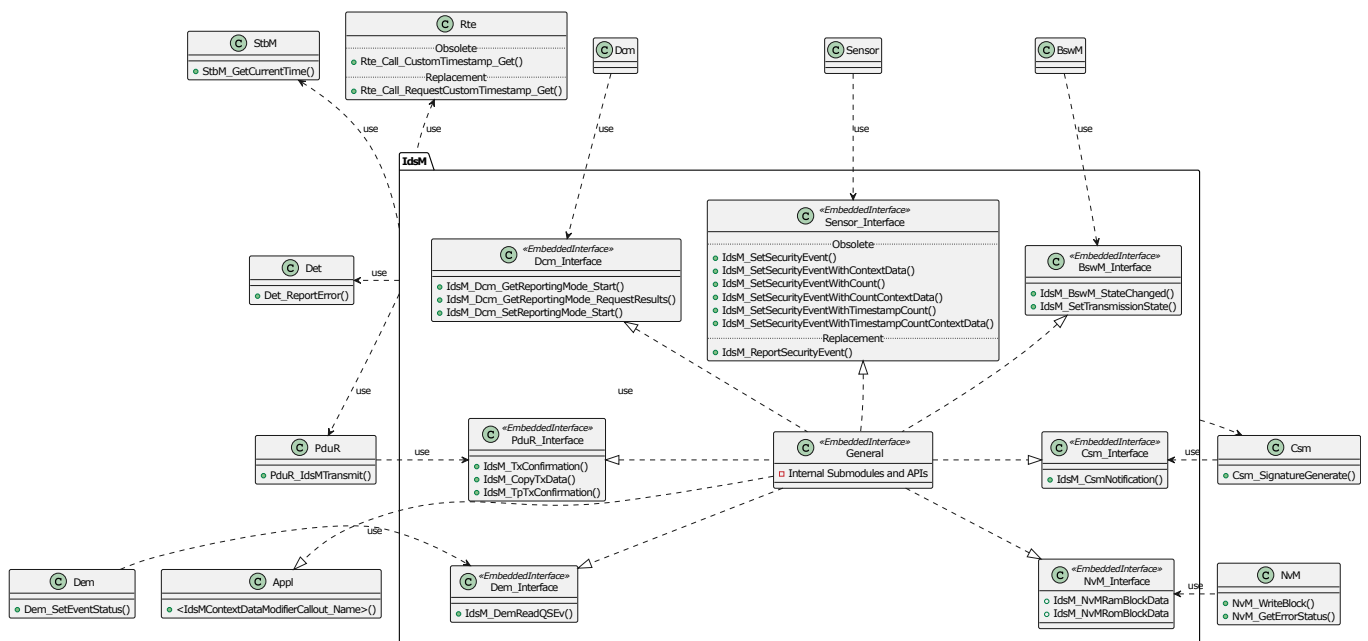 C Rte
Obsolete
Rte_Call_CustomTimestamp_Get()
Replacement
Rte_Call_RequestCustomTimestamp_Get()
C StbM
StbM_GetCurrentTime()
C Dcm
C Sensor
C BswM
use
use
use
use
use
IdsM
C «EmbeddedInterface»
Sensor_Interface
Obsolete
IdsM_SetSecurityEvent()
IdsM_SetSecurityEventWithContextData()
IdsM_SetSecurityEventWithCount()
IdsM_SetSecurityEventWithCountContextData()
IdsM_SetSecurityEventWithTimestampCount()
IdsM_SetSecurityEventWithTimestampCountContextData()
Replacement
IdsM_ReportSecurityEvent()
C «EmbeddedInterface»
Dcm_Interface
IdsM_Dcm_GetReportingMode_Start()
IdsM_Dcm_GetReportingMode_RequestResults()
IdsM_Dcm_SetReportingMode_Start()
C «EmbeddedInterface»
BswM_Interface
IdsM_BswM_StateChanged()
IdsM_SetTransmissionState()
C Det
Det_ReportError()
use
use
use
C PduR
PduR_IdsMTransmit()
use
C «EmbeddedInterface»
PduR_Interface
IdsM_TxConfirmation()
IdsM_CopyTxData()
IdsM_TpTxConfirmation()
C «EmbeddedInterface»
General
Internal Submodules and APIs
C «EmbeddedInterface»
Csm_Interface
IdsM_CsmNotification()
use
C Csm
Csm_SignatureGenerate()
use
C Dem
Dem_SetEventStatus()
C Appl
<IdsMContextDataModifierCallout_Name>()
C «EmbeddedInterface»
Dem_Interface
IdsM_DemReadQSEv()
C «EmbeddedInterface»
NvM_Interface
IdsM_NvMRamBlockData
IdsM_NvMRomBlockData
use
C NvM
NvM_WriteBlock()
NvM_GetErrorStatus()